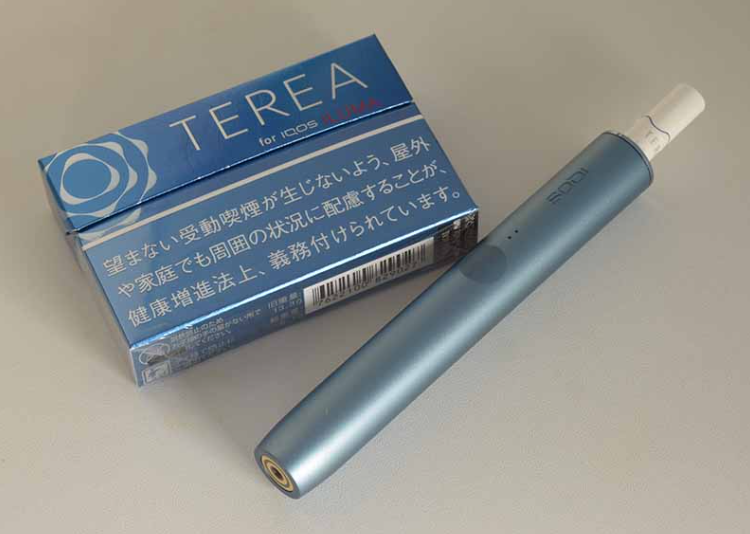 TEREA
for IQOS ILUMA
望まない受動喫煙が生じないよう、屋外
や家庭でも周囲の状況に配慮することが、
健康増進法上、義務付けられています。
IQOS